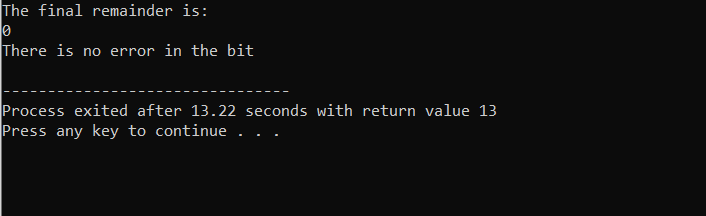 The final remainder is:
0
There is no error in the bit
--------------------------------
Process exited after 13.22 seconds with return value 13
Press any key to continue . . .